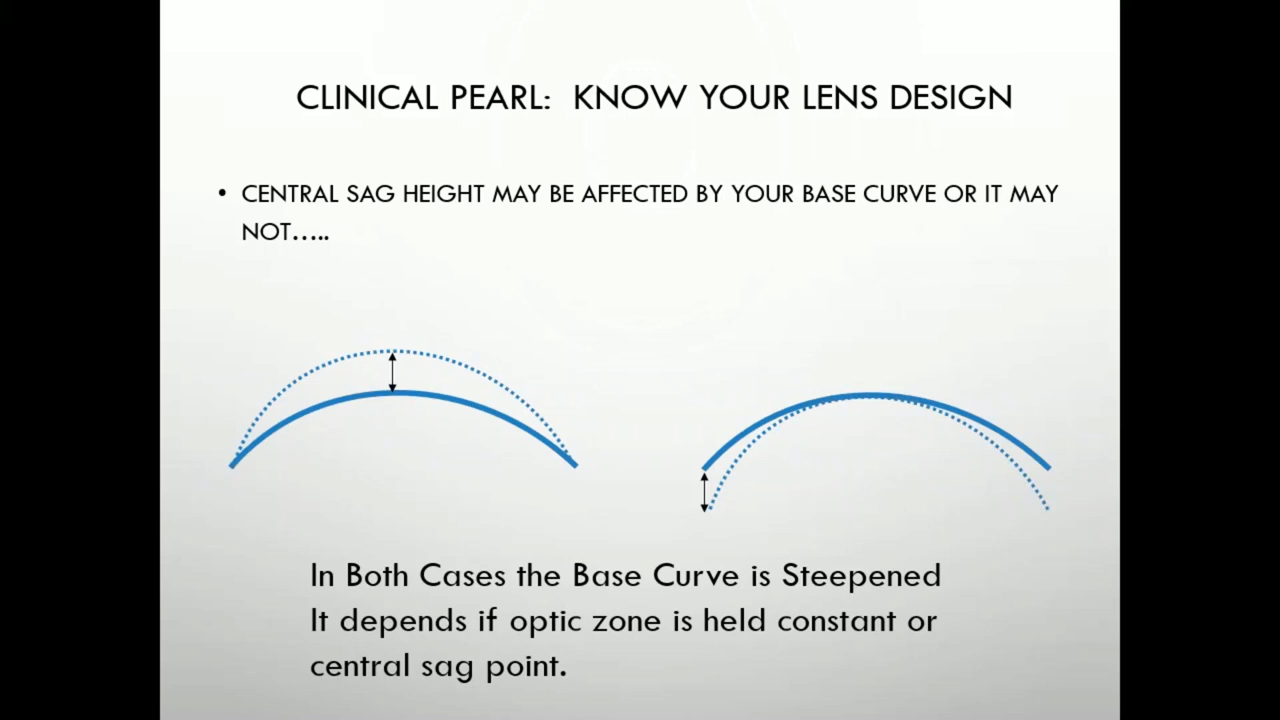 CLINICAL PEARL:  KNOW YOUR LENS DESIGN
• CENTRAL SAG HEIGHT MAY BE AFFECTED BY YOUR BASE CURVE OR IT MAY
NOT…..
In Both Cases the Base Curve is Steepened
It depends if optic zone is held constant or
central sag point.